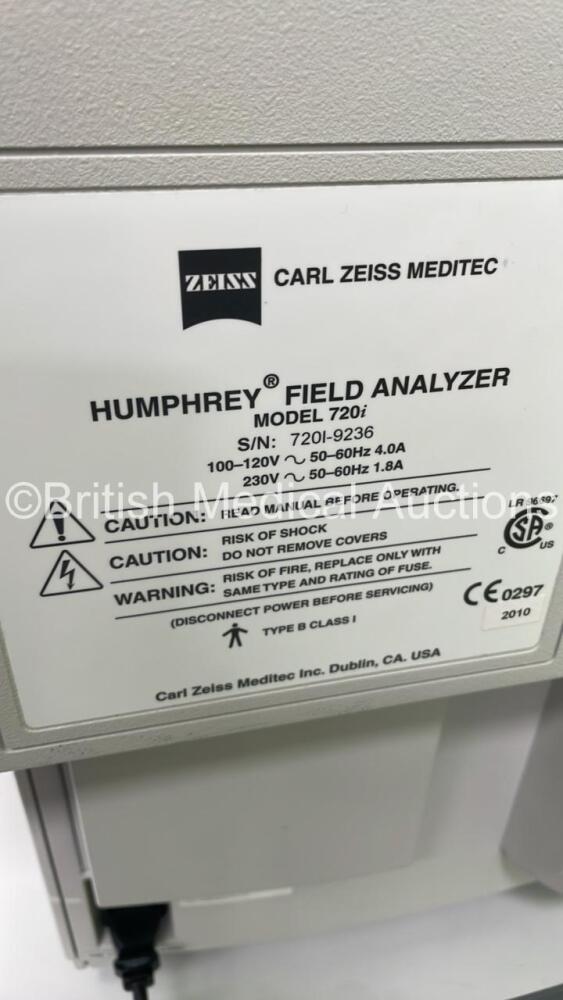 ZEISS CARL ZEISS MEDITEC
HUMPHREY® FIELD ANALYZER
MODEL 720i
S/N: 720I-9236
100–120V ~ 50–60Hz 4.0A
230V ~ 50–60Hz 1.8A
CAUTION: READ MANUAL BEFORE OPERATING.
© British Medical Auctions
LR
CAUTION: RISK OF SHOCK
DO NOT REMOVE COVERS
SA
C US
WARNING: RISK OF FIRE, REPLACE ONLY WITH
SAME TYPE AND RATING OF FUSE.
(DISCONNECT POWER BEFORE SERVICING)
CE 0297
2010
TYPE B CLASS I
Carl Zeiss Meditec Inc. Dublin, CA. USA